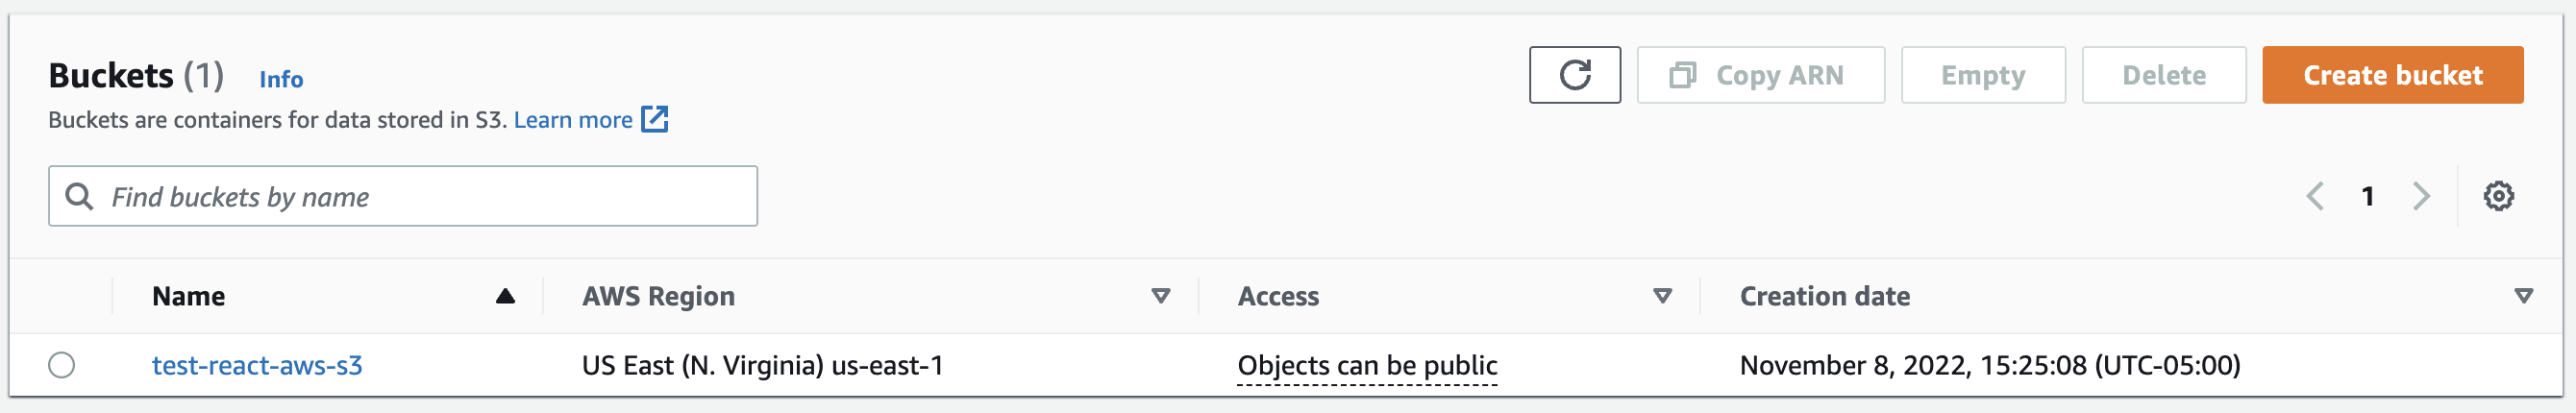 Buckets (1) Info
Copy ARN Empty Delete Create bucket
Buckets are containers for data stored in S3. Learn more
Find buckets by name
1
Name AWS Region Access Creation date
test-react-aws-s3 US East (N. Virginia) us-east-1 Objects can be public November 8, 2022, 15:25:08 (UTC-05:00)